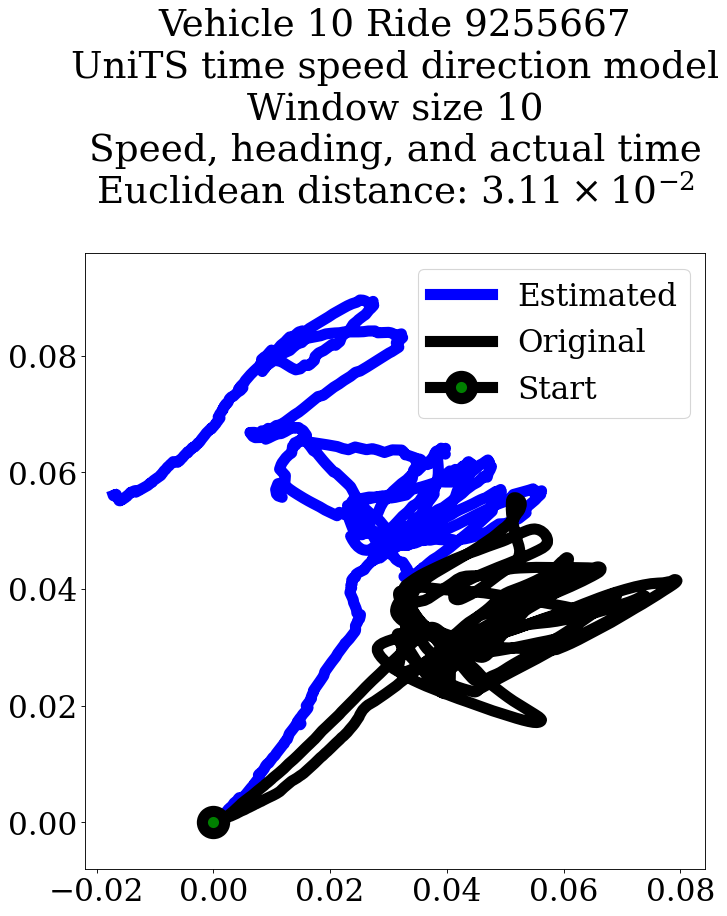 Vehicle 10 Ride 9255667
UniTS time speed direction model
Window size 10
Speed, heading, and actual time
Euclidean distance: 3.11 × 10⁻²
Estimated
Original
Start
0.08
0.06
0.04
0.02
0.00
−0.02 0.00 0.02 0.04 0.06 0.08